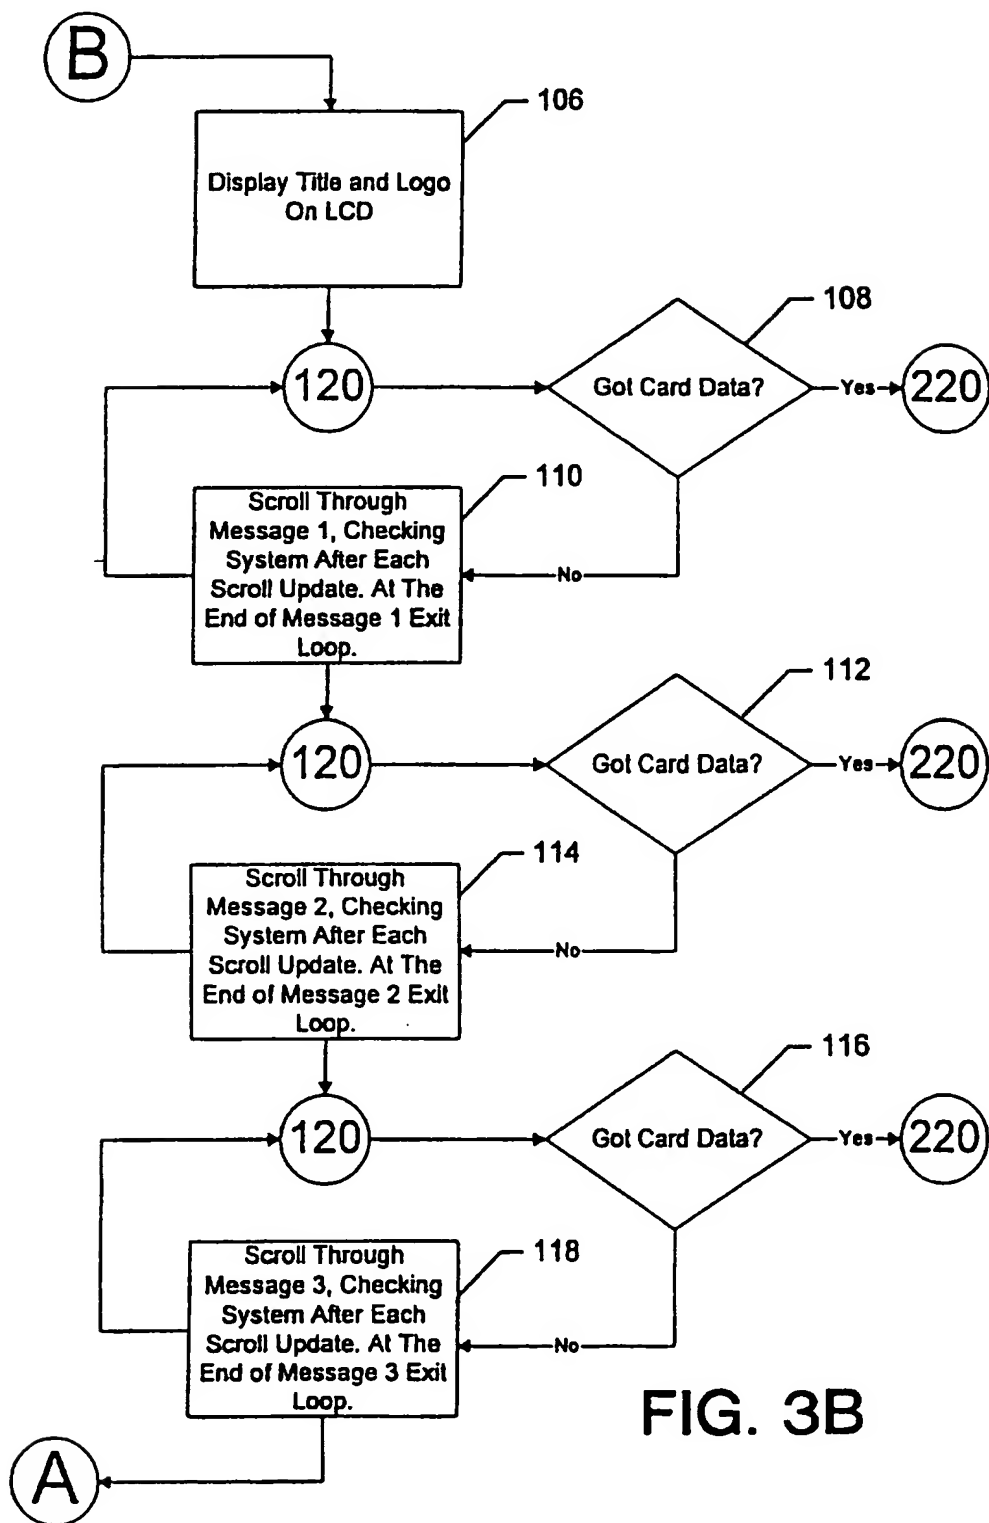 B
106
Display Title and Logo
On LCD
108
120
Got Card Data?
Yes
220
110
Scroll Through
Message 1, Checking
System After Each
Scroll Update. At The
End of Message 1 Exit
Loop.
No
112
120
Got Card Data?
Yes
220
114
Scroll Through
Message 2, Checking
System After Each
Scroll Update. At The
End of Message 2 Exit
Loop.
No
116
120
Got Card Data?
Yes
220
118
Scroll Through
Message 3, Checking
System After Each
Scroll Update. At The
End of Message 3 Exit
Loop.
No
FIG. 3B
A